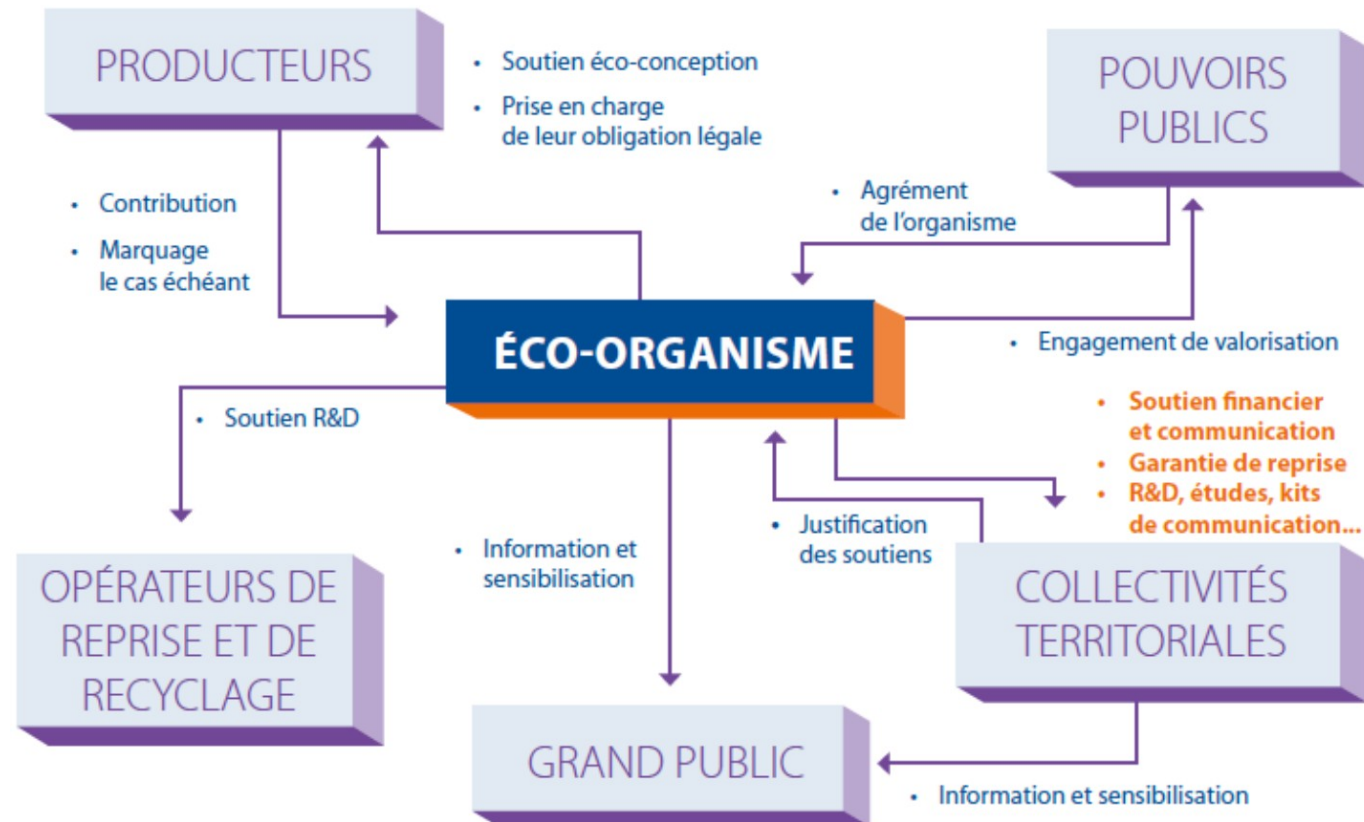 PRODUCTEURS
• Soutien éco-conception
• Prise en charge
de leur obligation légale
POUVOIRS
PUBLICS
• Contribution
• Marquage
le cas échéant
• Agrément
de l'organisme
ÉCO-ORGANISME
• Engagement de valorisation
• Soutien R&D
• Soutien financier
et communication
• Garantie de reprise
• R&D, études, kits
de communication...
• Information et
sensibilisation
• Justification
des soutiens
OPÉRATEURS DE
REPRISE ET DE
RECYCLAGE
COLLECTIVITÉS
TERRITORIALES
GRAND PUBLIC
• Information et sensibilisation